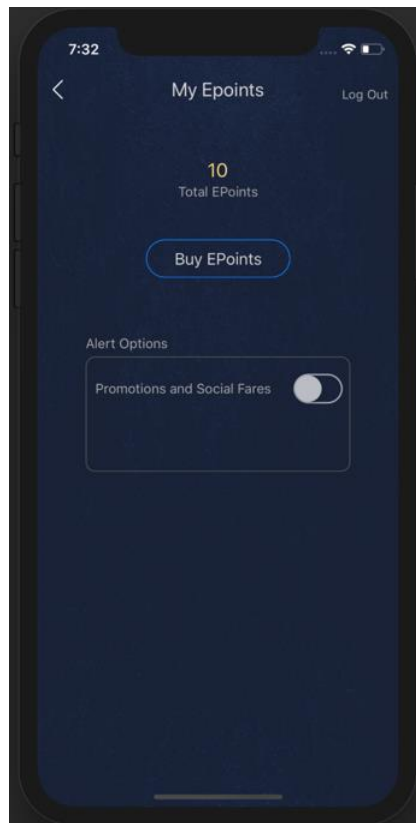 7:32
My Epoints
Log Out
10
Total EPoints
Buy EPoints
Alert Options
Promotions and Social Fares